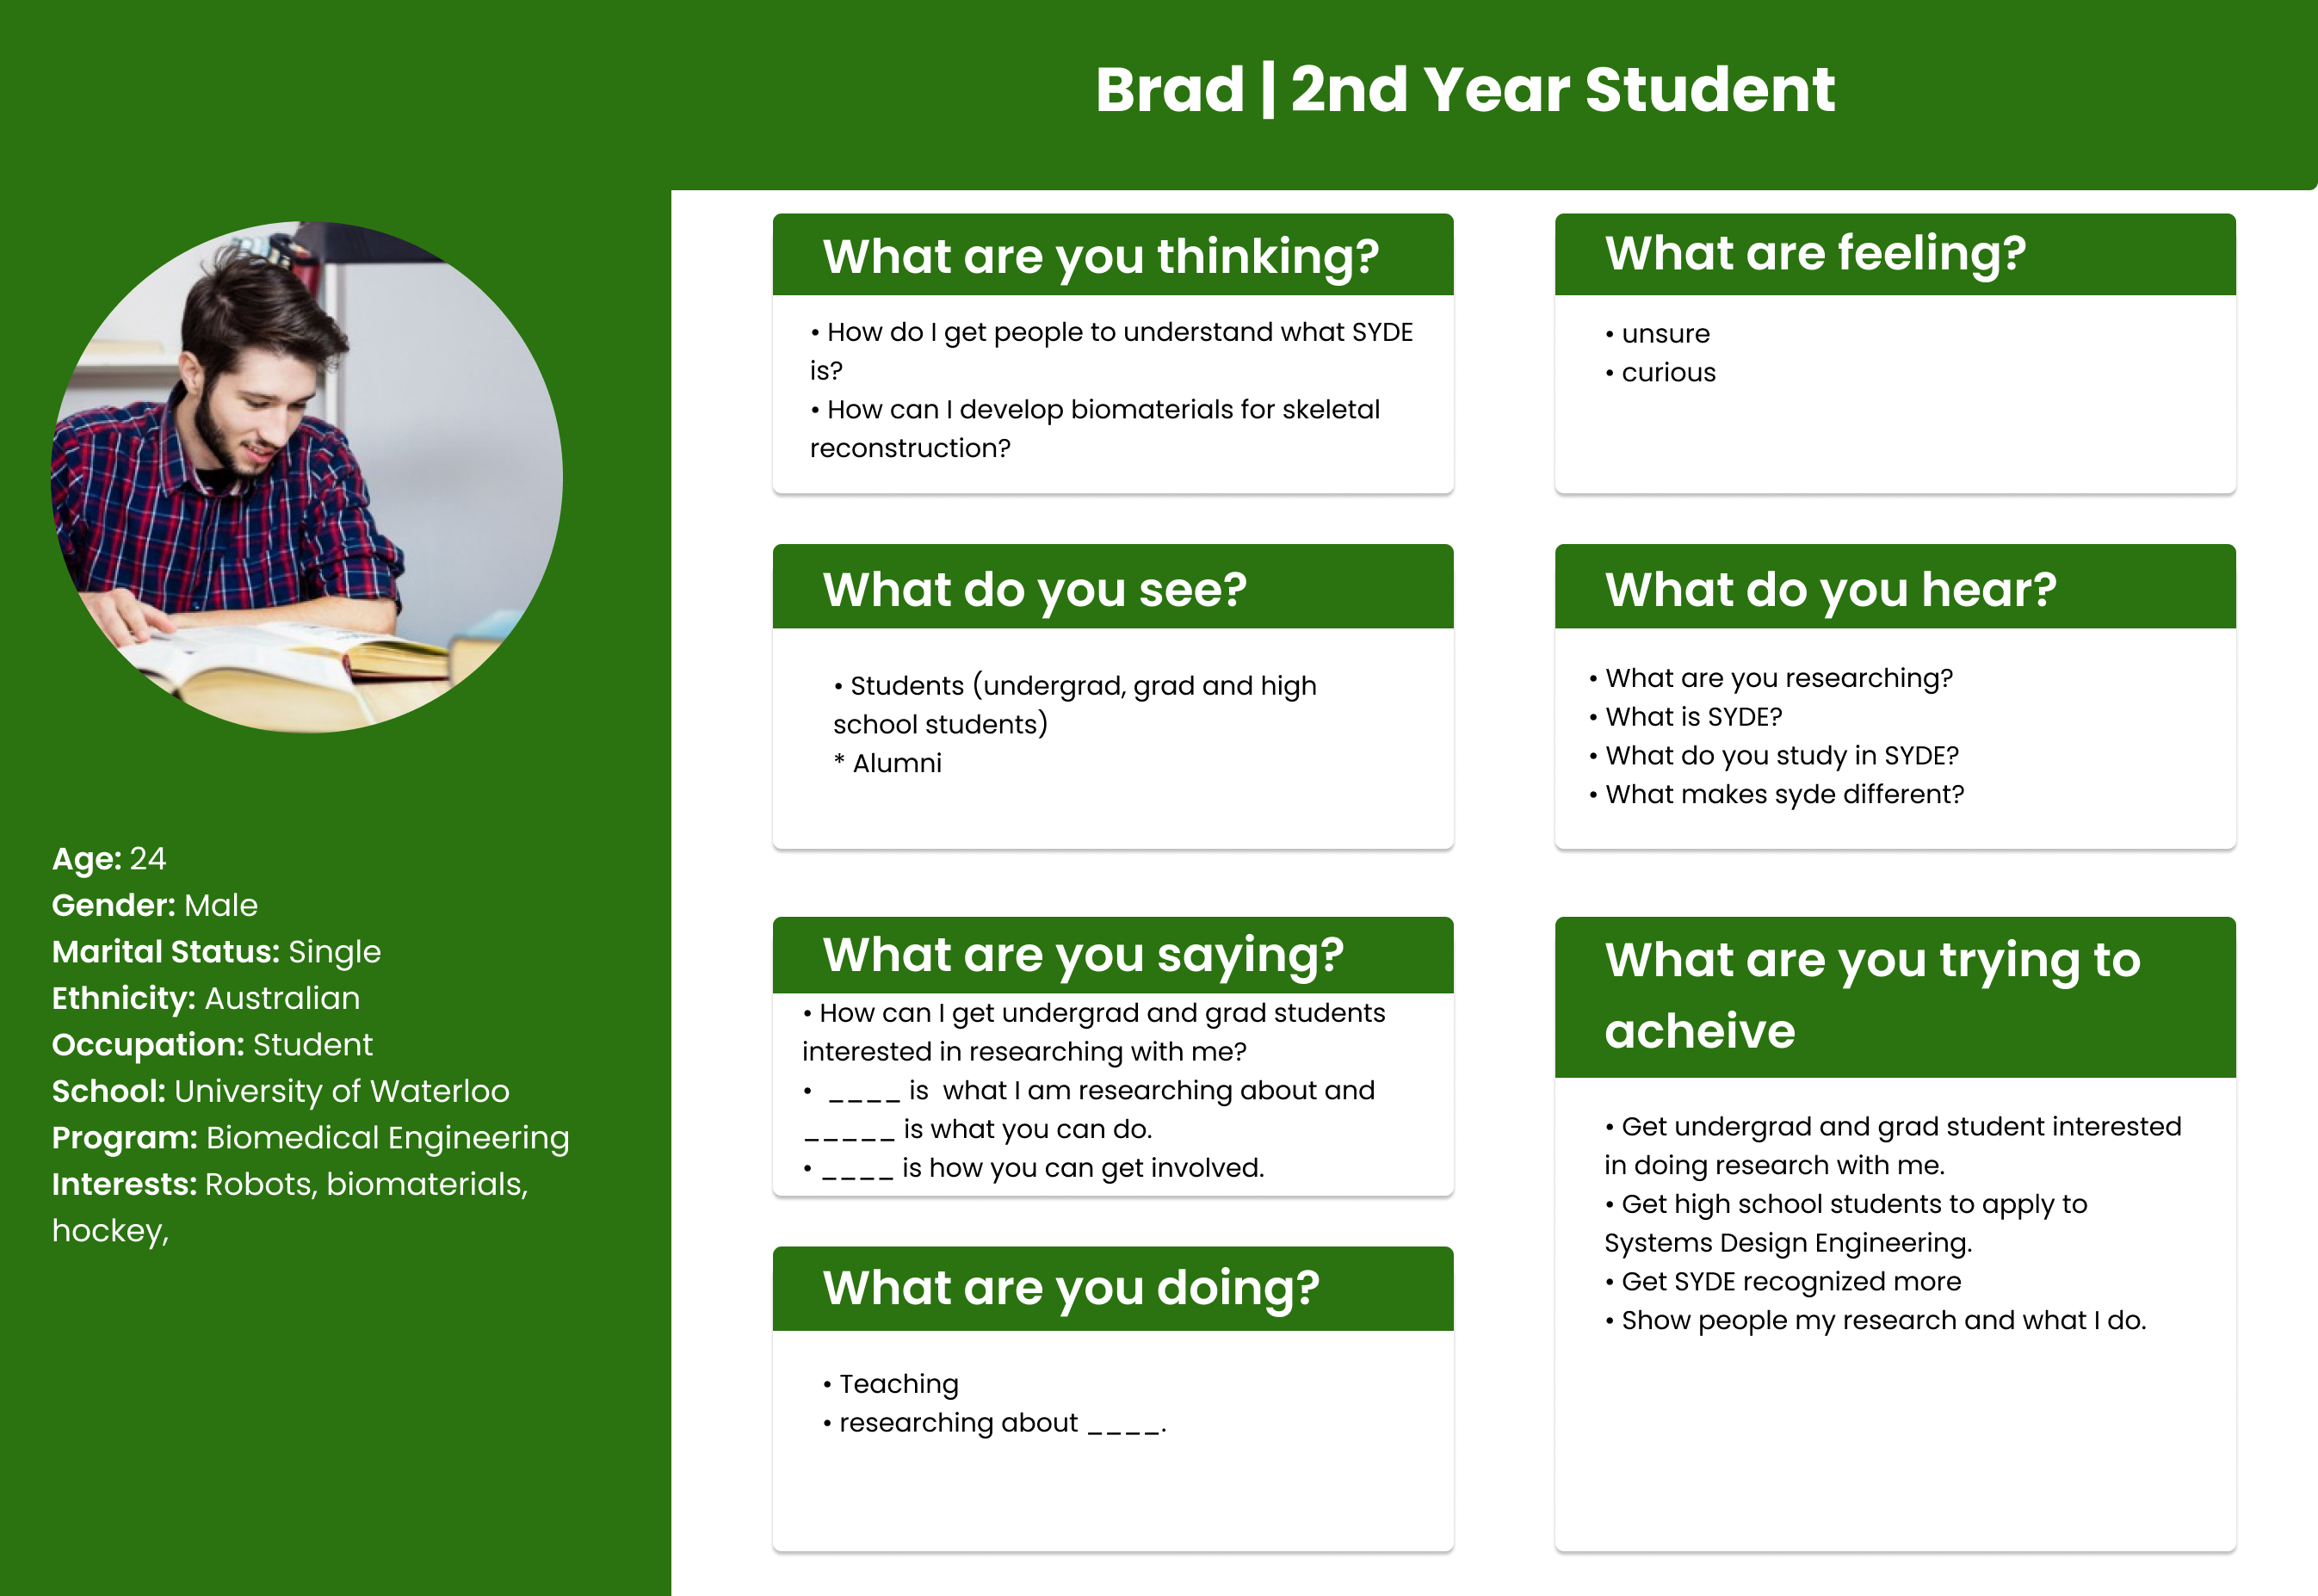 Brad | 2nd Year Student
Age: 24
Gender: Male
Marital Status: Single
Ethnicity: Australian
Occupation: Student
School: University of Waterloo
Program: Biomedical Engineering
Interests: Robots, biomaterials,
hockey,
What are you thinking?
• How do I get people to understand what SYDE
is?
• How can I develop biomaterials for skeletal
reconstruction?
What are feeling?
• unsure
• curious
What do you see?
• Students (undergrad, grad and high
school students)
* Alumni
What do you hear?
• What are you researching?
• What is SYDE?
• What do you study in SYDE?
• What makes syde different?
What are you saying?
• How can I get undergrad and grad students
interested in researching with me?
•  ____ is  what I am researching about and
_____ is what you can do.
• ____ is how you can get involved.
What are you trying to
acheive
• Get undergrad and grad student interested
in doing research with me.
• Get high school students to apply to
Systems Design Engineering.
• Get SYDE recognized more
• Show people my research and what I do.
What are you doing?
• Teaching
• researching about ____.